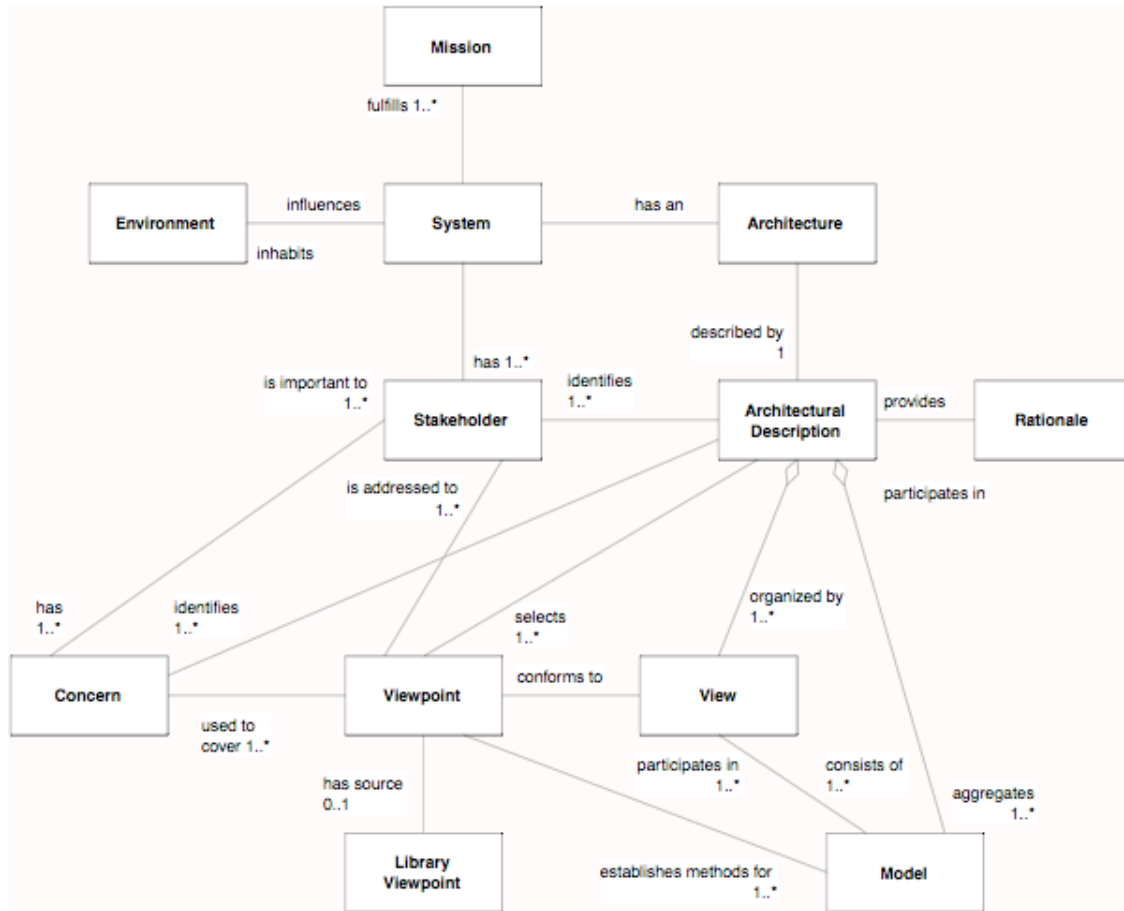 Mission
fulfills 1..*
Environment
influences
inhabits
System
has an
Architecture
has 1..*
described by
1
is important to
1..*
identifies
1..*
Stakeholder
Architectural
Description
provides
Rationale
is addressed to
1..*
participates in
has
1..*
identifies
1..*
selects
1..*
organized by
1..*
Concern
Viewpoint
conforms to
View
used to
cover 1..*
has source
0..1
participates in
1..*
consists of
1..*
aggregates
1..*
Library
Viewpoint
establishes methods for
1..*
Model